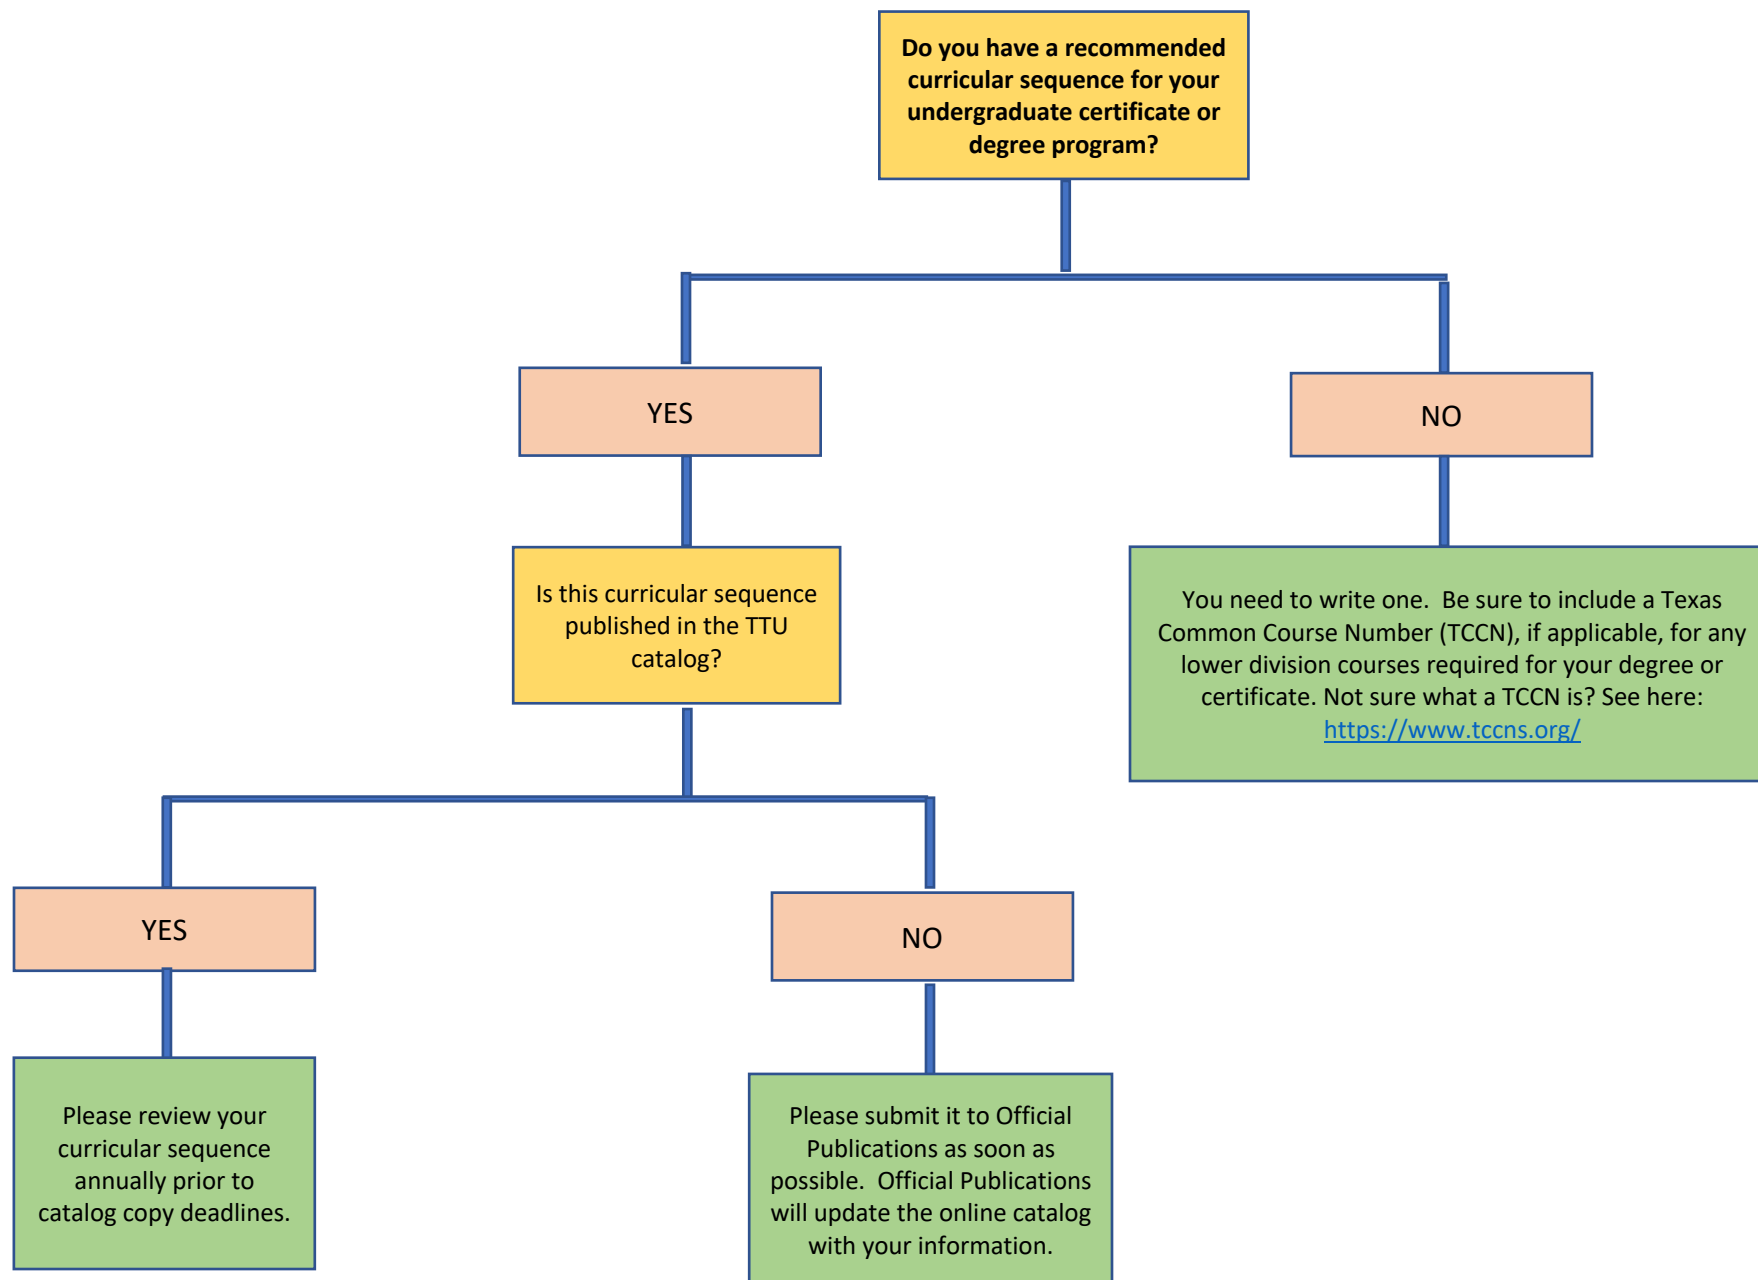 Do you have a recommended
curricular sequence for your
undergraduate certificate or
degree program?
YES
NO
Is this curricular sequence
published in the TTU
catalog?
You need to write one.  Be sure to include a Texas
Common Course Number (TCCN), if applicable, for any
lower division courses required for your degree or
certificate. Not sure what a TCCN is? See here:
https://www.tccns.org/
YES
NO
Please review your
curricular sequence
annually prior to
catalog copy deadlines.
Please submit it to Official
Publications as soon as
possible.  Official Publications
will update the online catalog
with your information.